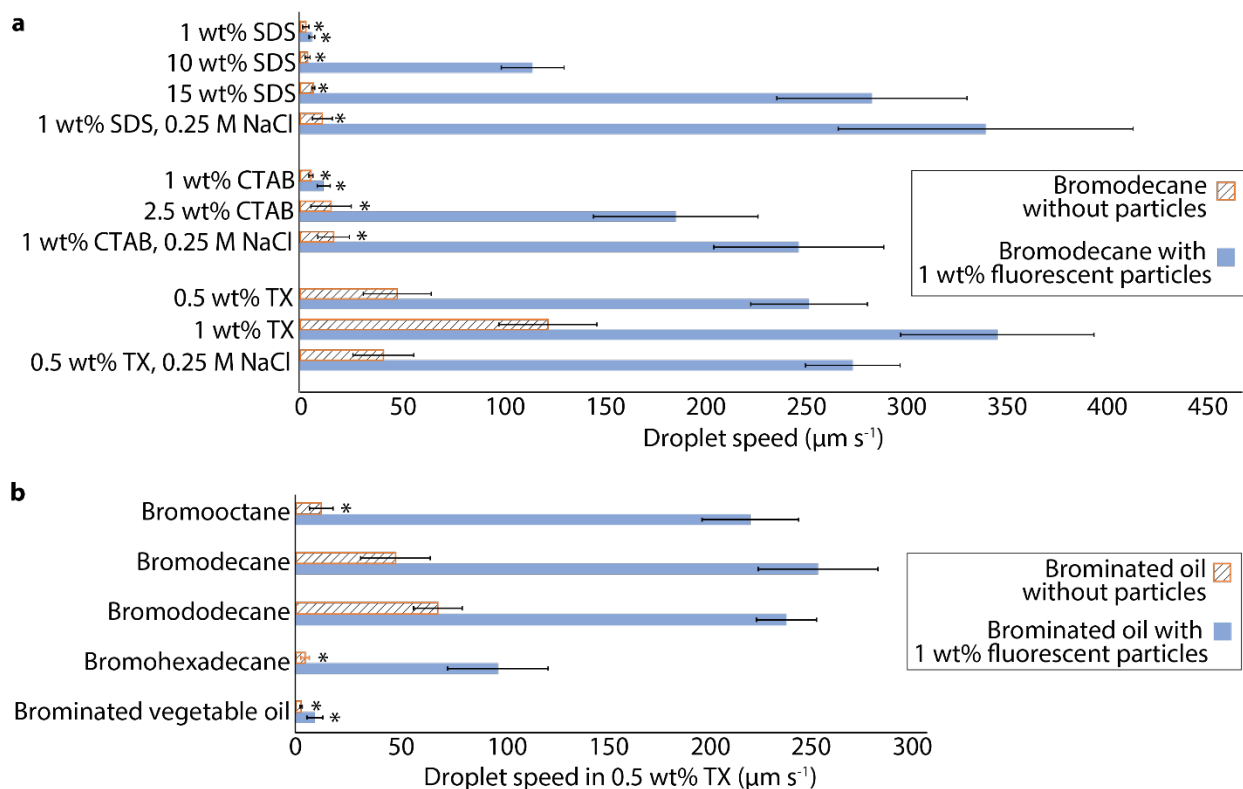 a
1 wt% SDS
*
*
10 wt% SDS
*
15 wt% SDS
*
1 wt% SDS, 0.25 M NaCl
*
1 wt% CTAB
*
*
2.5 wt% CTAB
*
1 wt% CTAB, 0.25 M NaCl
*
0.5 wt% TX
1 wt% TX
0.5 wt% TX, 0.25 M NaCl
Bromodecane
without particles
Bromodecane with
1 wt% fluorescent particles
0 50 100 150 200 250 300 350 400 450
Droplet speed (µm s⁻¹)
b
Bromooctane
*
Bromodecane
Bromododecane
Bromohexadecane
*
Brominated vegetable oil
*
*
Brominated oil
without particles
Brominated oil with
1 wt% fluorescent particles
0 50 100 150 200 250 300
Droplet speed in 0.5 wt% TX (µm s⁻¹)